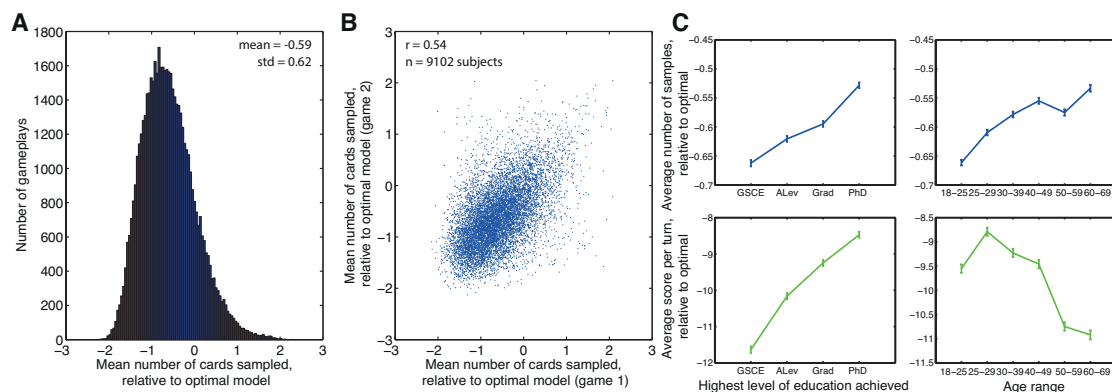 A
Number of gameplays
1800
1600
1400
1200
1000
800
600
400
200
0
mean = -0.59
std = 0.62
−3 −2 −1 0 1 2 3
Mean number of cards sampled,
relative to optimal model
B
Mean number of cards sampled,
relative to optimal model (game 2)
3
2
1
0
−1
−2
−3
r = 0.54
n = 9102 subjects
−3 −2 −1 0 1 2 3
Mean number of cards sampled,
relative to optimal model (game 1)
C
Average number of samples,
relative to optimal
−0.45
−0.5
−0.55
−0.6
−0.65
−0.7
GSCE ALev Grad PhD
−0.45
−0.5
−0.55
−0.6
−0.65
−0.7
18−25 25−29 30−39 40−49 50−59 60−69
Average score per turn,
relative to optimal
−8
−9
−10
−11
−12
GSCE ALev Grad PhD
Highest level of education achieved
−8.5
−9
−9.5
−10
−10.5
−11
−11.5
18−25 25−29 30−39 40−49 50−59 60−69
Age range